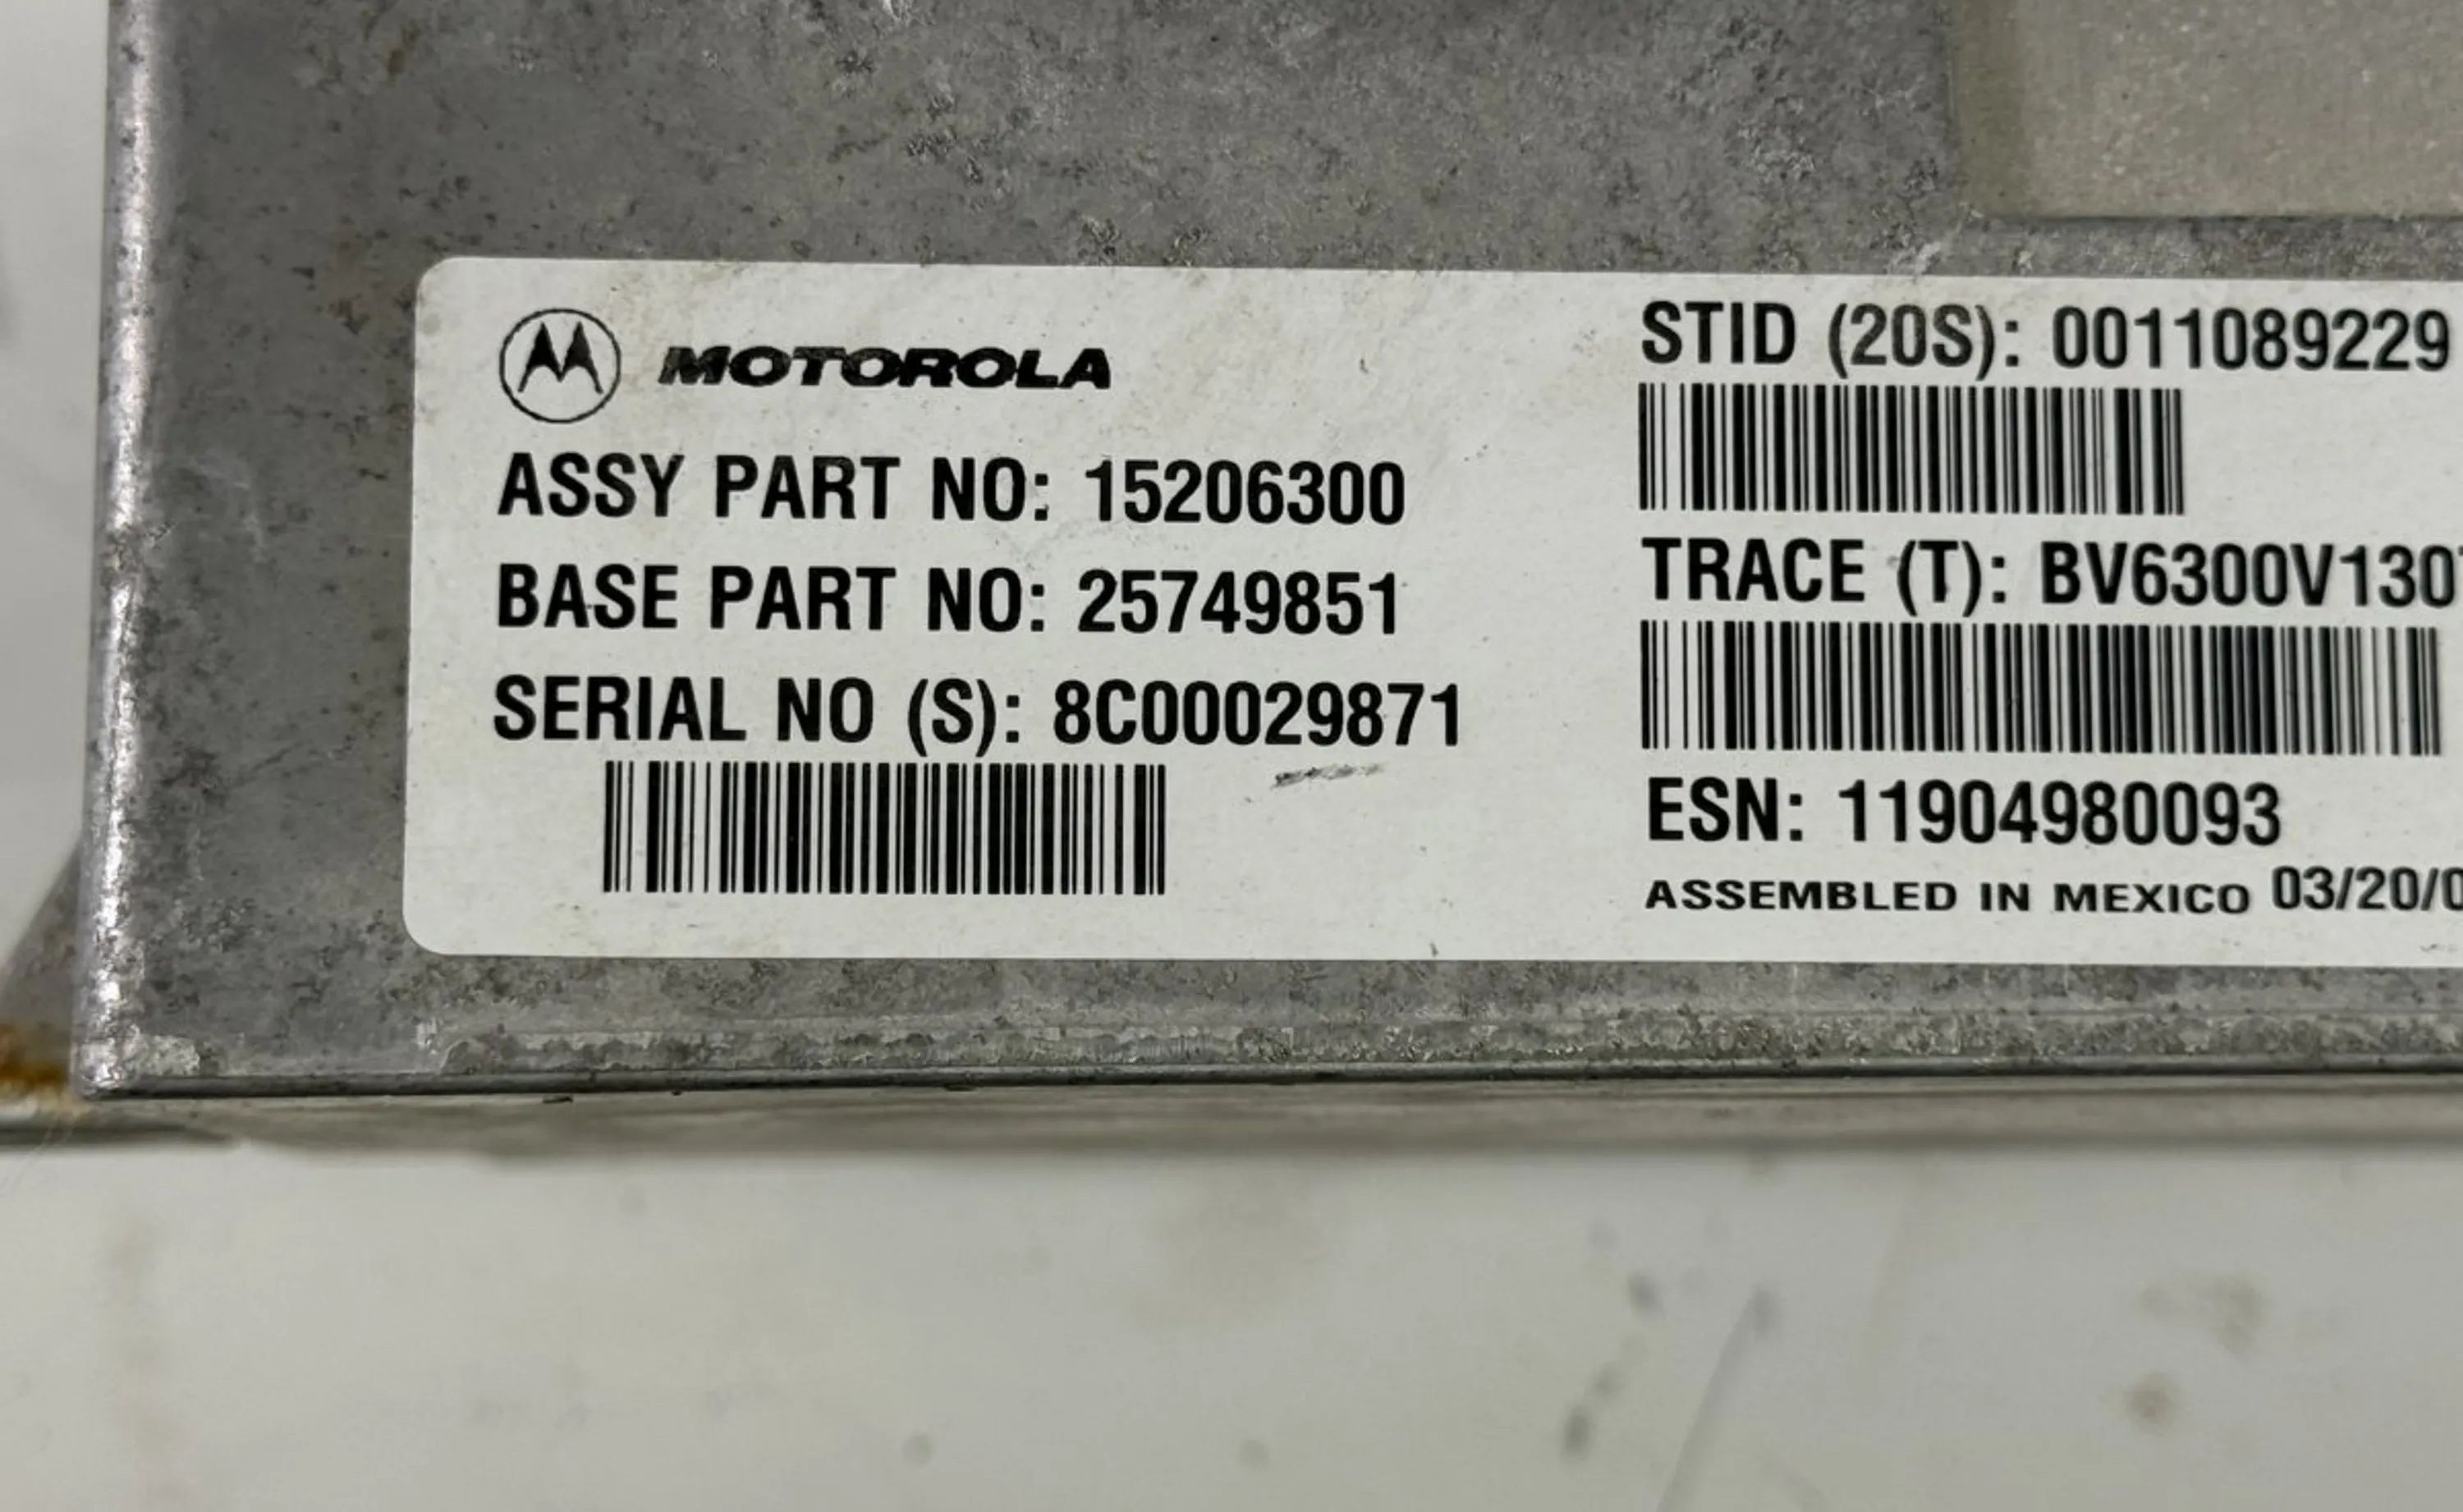 MOTOROLA
ASSY PART NO: 15206300
BASE PART NO: 25749851
SERIAL NO (S): 8C00029871
STID (20S): 0011089229
TRACE (T): BV6300V130
ESN: 11904980093
ASSEMBLED IN MEXICO 03/20/0